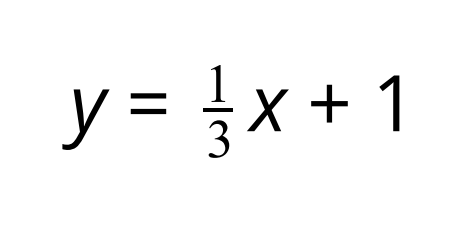 y = 1/3 x + 1